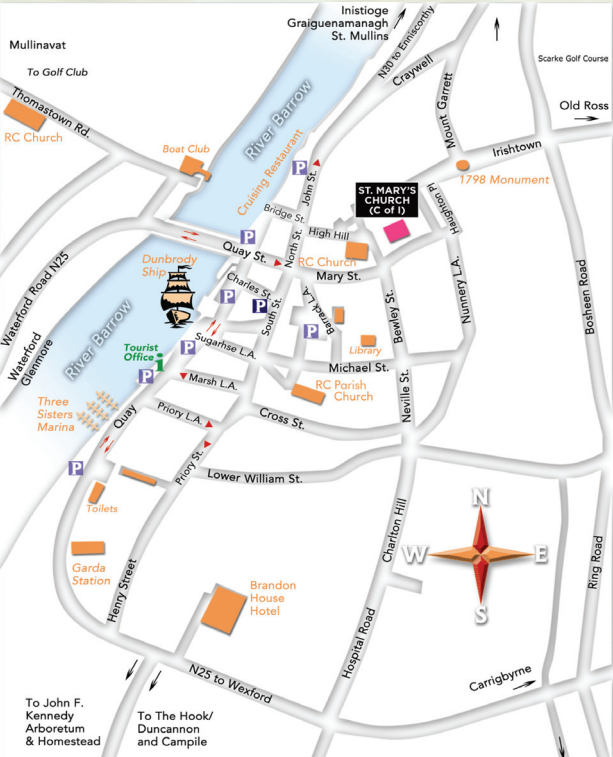 Inistioge
Graiguenamanagh
St. Mullins
N30 to Enniscorthy
Mullinavat
To Golf Club
Craywell
Scarke Golf Course
Thomastown Rd.
Mount Garrett
Old Ross
RC Church
River Barrow
Boat Club
Cruising Restaurant
P
John St.
Irishtown
1798 Monument
ST. MARY'S
CHURCH
(C of I)
Haughton Pl
Bridge St.
High Hill
P
North St.
Quay St.
RC Church
Mary St.
Dunbrody
Ship
Waterford Road N25
Charles St.
P
P
South St.
Barrack L.A.
P
Bewley St.
Nunnery L.A.
Bosheen Road
River Barrow
Waterford
Glenmore
Tourist
Office
i
P
Sugarhse L.A.
Library
Michael St.
P
Marsh L.A.
RC Parish
Church
Neville St.
Three
Sisters
Marina
Quay
Priory L.A.
Cross St.
P
Priory St.
Lower William St.
Toilets
N
W
E
S
Charlton Hill
Ring Road
Garda
Station
Henry Street
Brandon
House
Hotel
Hospital Road
N25 to Wexford
Carrigbyrne
To John F.
Kennedy
Arboretum
& Homestead
To The Hook/
Duncannon
and Campile